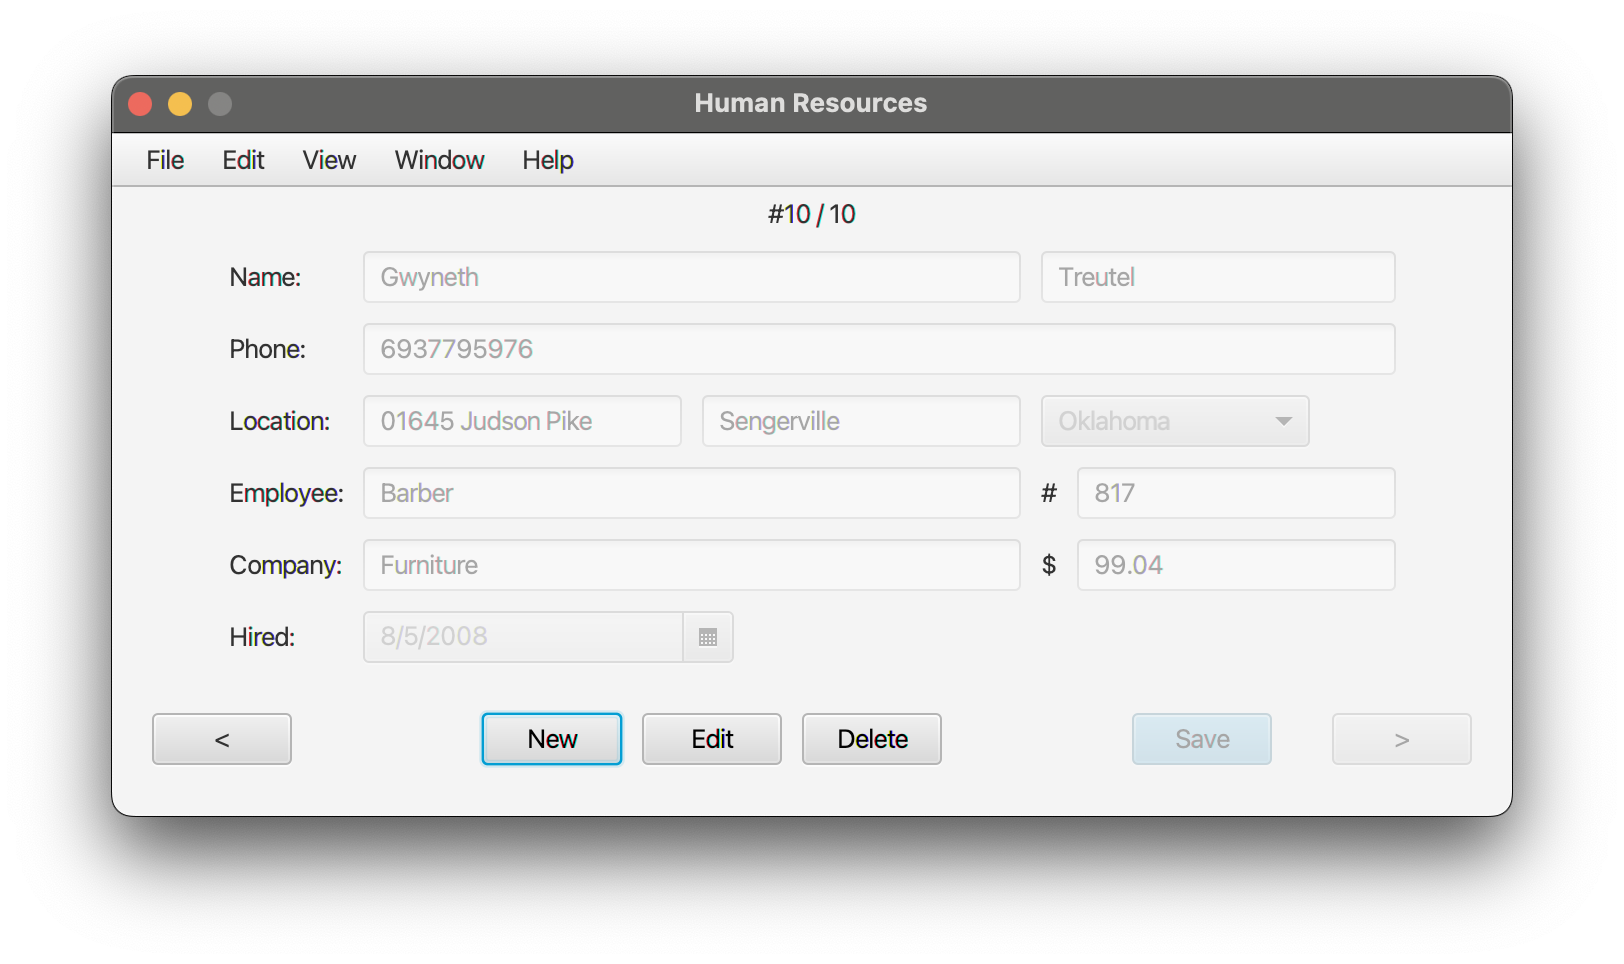 Human Resources
File Edit View Window Help
#10 / 10
Name: Gwyneth Treutel
Phone: 6937795976
Location: 01645 Judson Pike Sengerville Oklahoma
Employee: Barber # 817
Company: Furniture $ 99.04
Hired: 8/5/2008
< New Edit Delete Save >